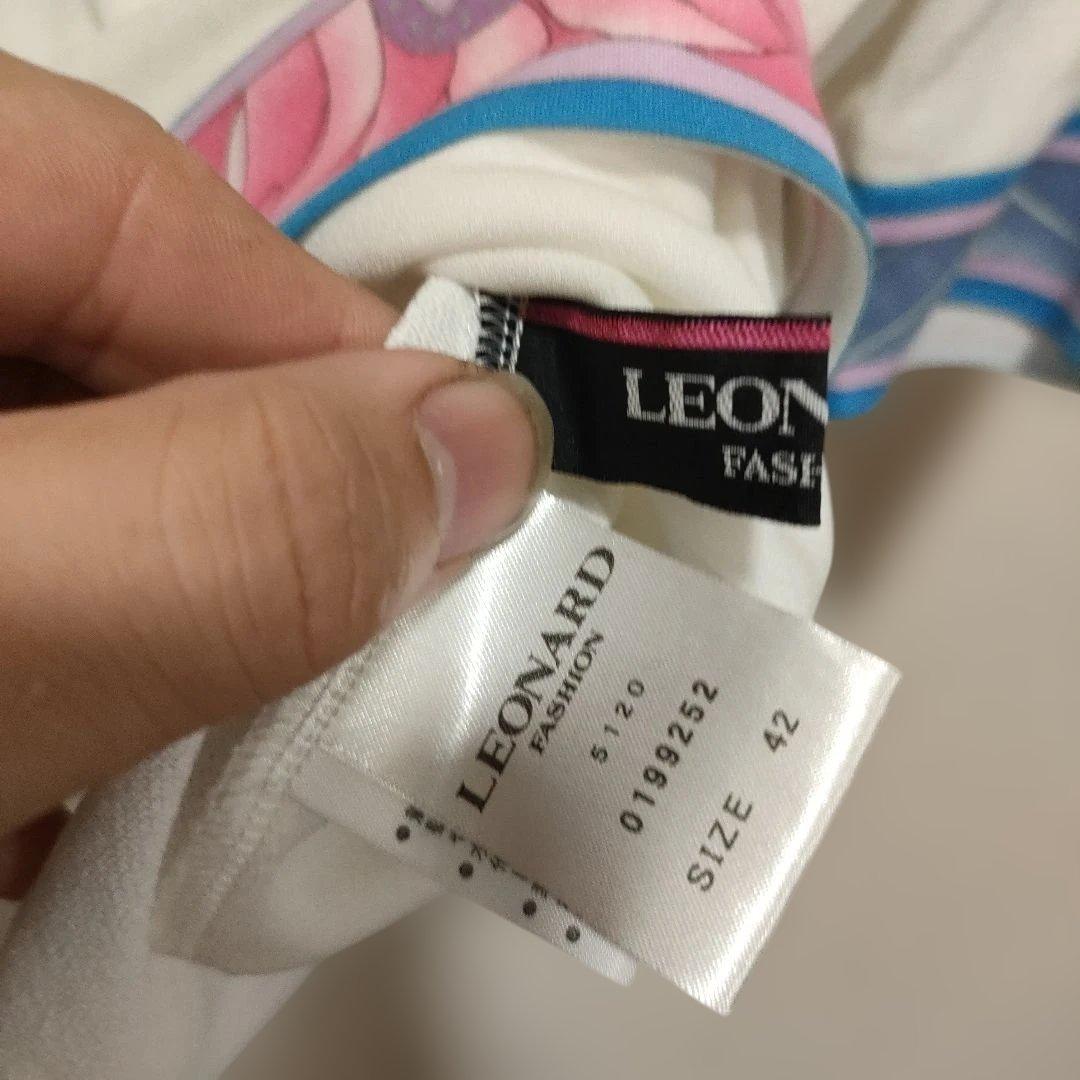 LEON
FASH
LEONARD
FASHION
5120
0199252
SIZE 42